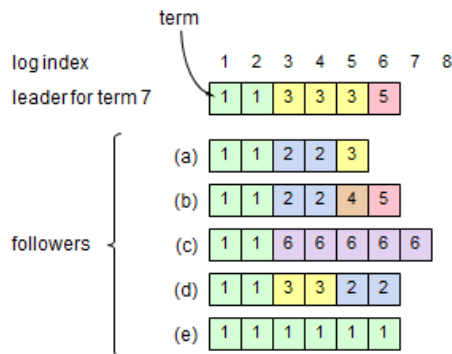 term
log index 1 2 3 4 5 6 7 8
leader for term 7 1 1 3 3 3 5
(a) 1 1 2 2 3
(b) 1 1 2 2 4 5
followers (c) 1 1 6 6 6 6 6
(d) 1 1 3 3 2 2
(e) 1 1 1 1 1 1